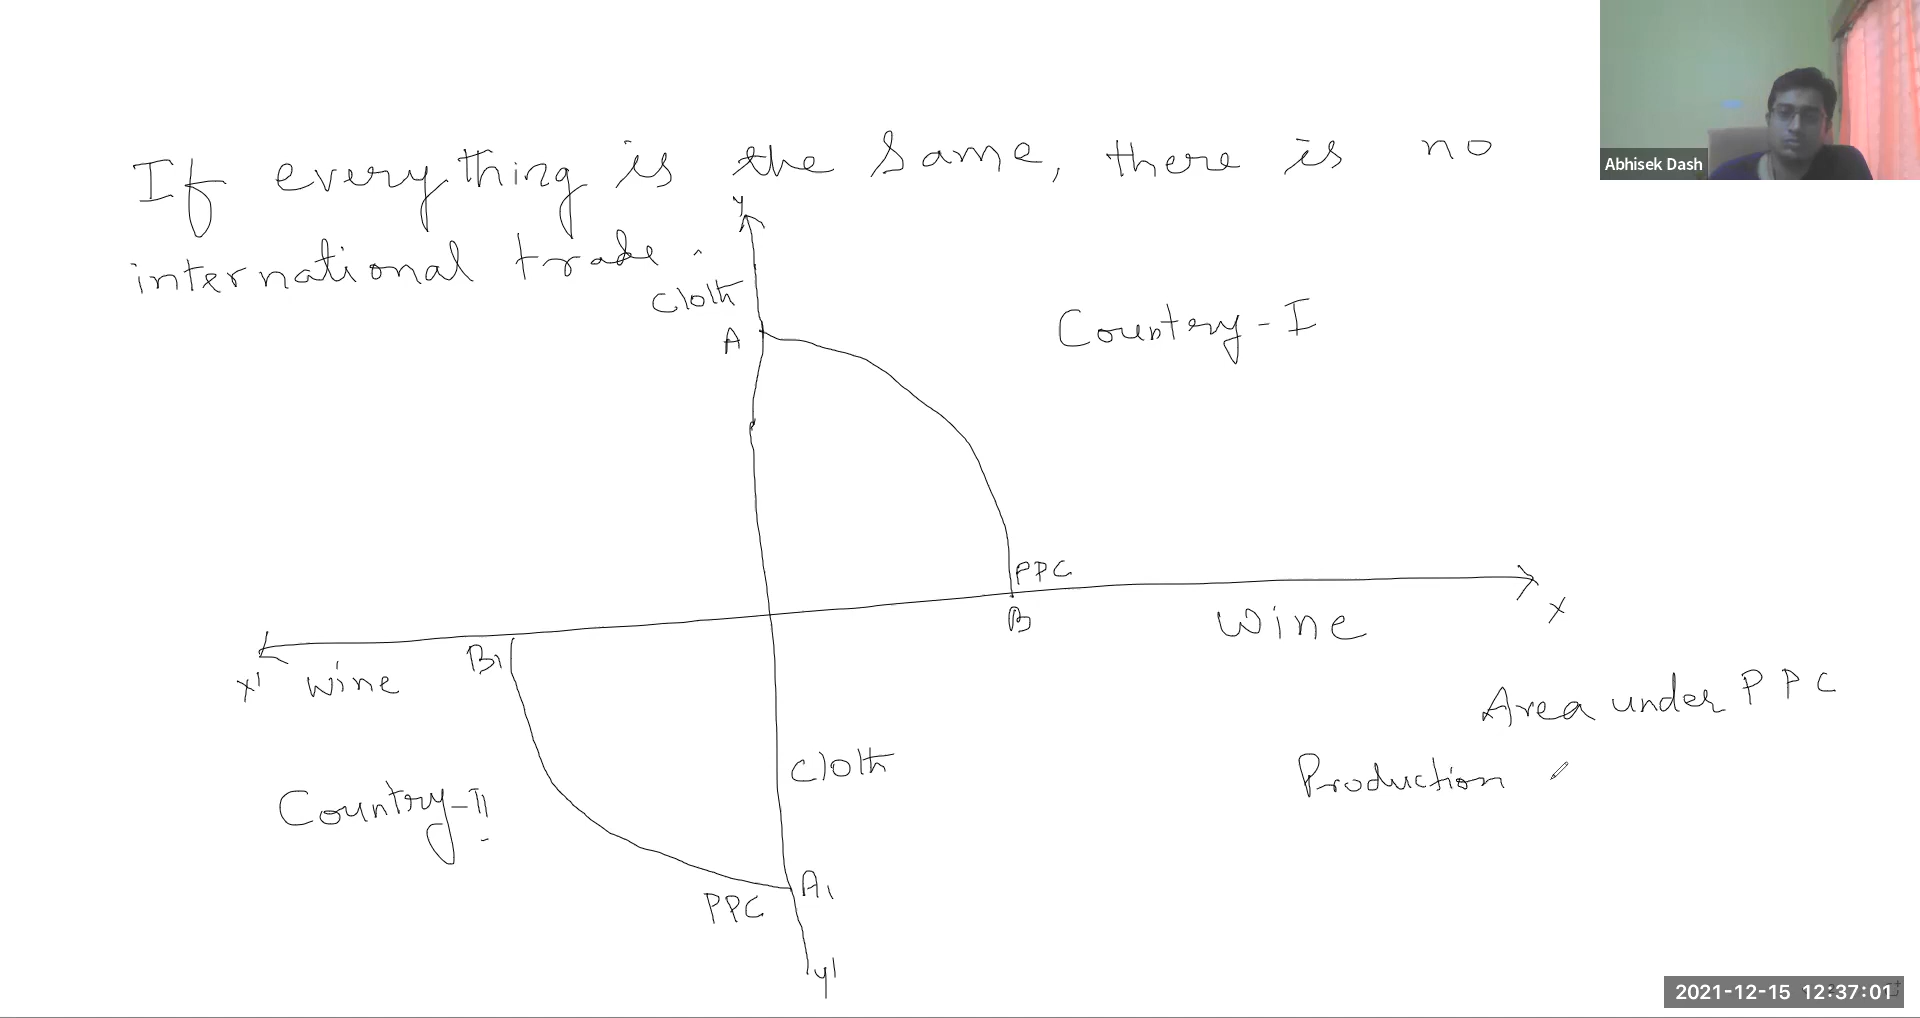 Abhisek Dash
If everything is the same, there is no
international trade.
y
Cloth
A
Country-I
PPC
B
Wine
x
x' Wine
B1
Area under PPC
Cloth
Production
Country-II
A1
PPC
y'
2021-12-15 12:37:01